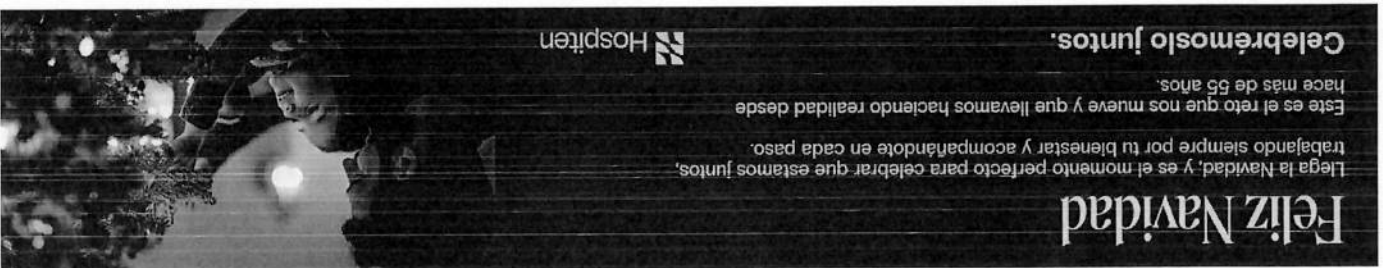 Feliz Navidad
Llega la Navidad, y es el momento perfecto para celebrar que estamos juntos,
trabajando siempre por tu bienestar y acompañándote en cada paso.
Este es el reto que nos mueve y que llevamos haciendo realidad desde
hace más de 55 años.
Celebrémoslo juntos.
Hospiten